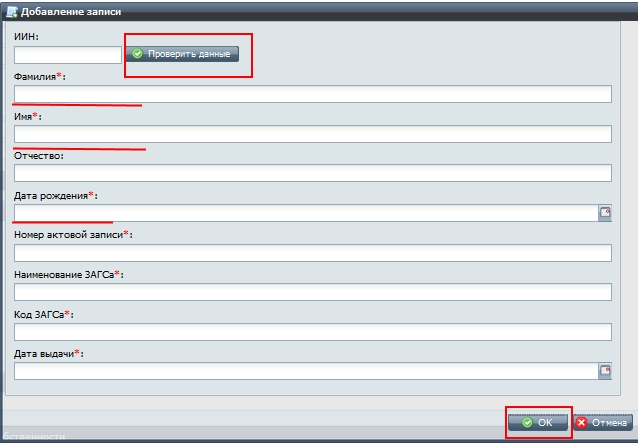 Добавление записи
ИИН:
Проверить данные
Фамилия*:
Имя*:
Отчество:
Дата рождения*:
Номер актовой записи*:
Наименование ЗАГСа*:
Код ЗАГСа*:
Дата выдачи*:
OK Отмена
бственности